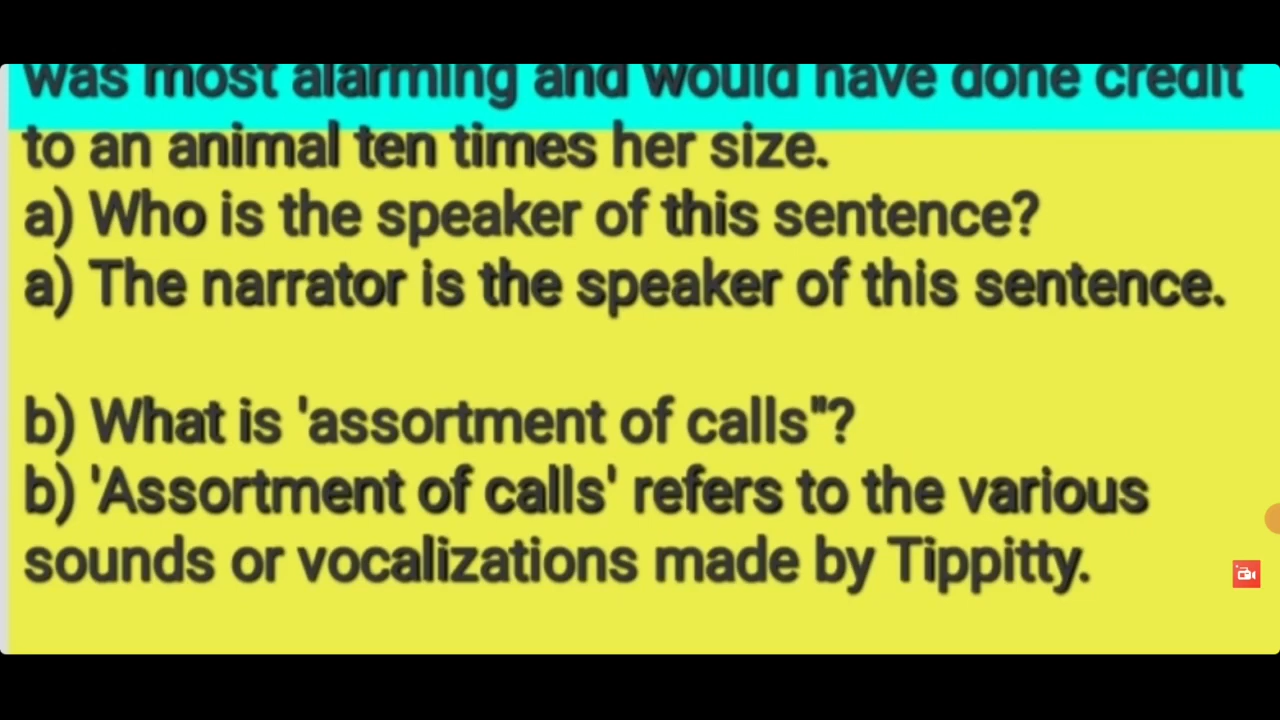 was most alarming and would have done credit
to an animal ten times her size.
a) Who is the speaker of this sentence?
a) The narrator is the speaker of this sentence.
b) What is 'assortment of calls"?
b) 'Assortment of calls' refers to the various
sounds or vocalizations made by Tippitty.